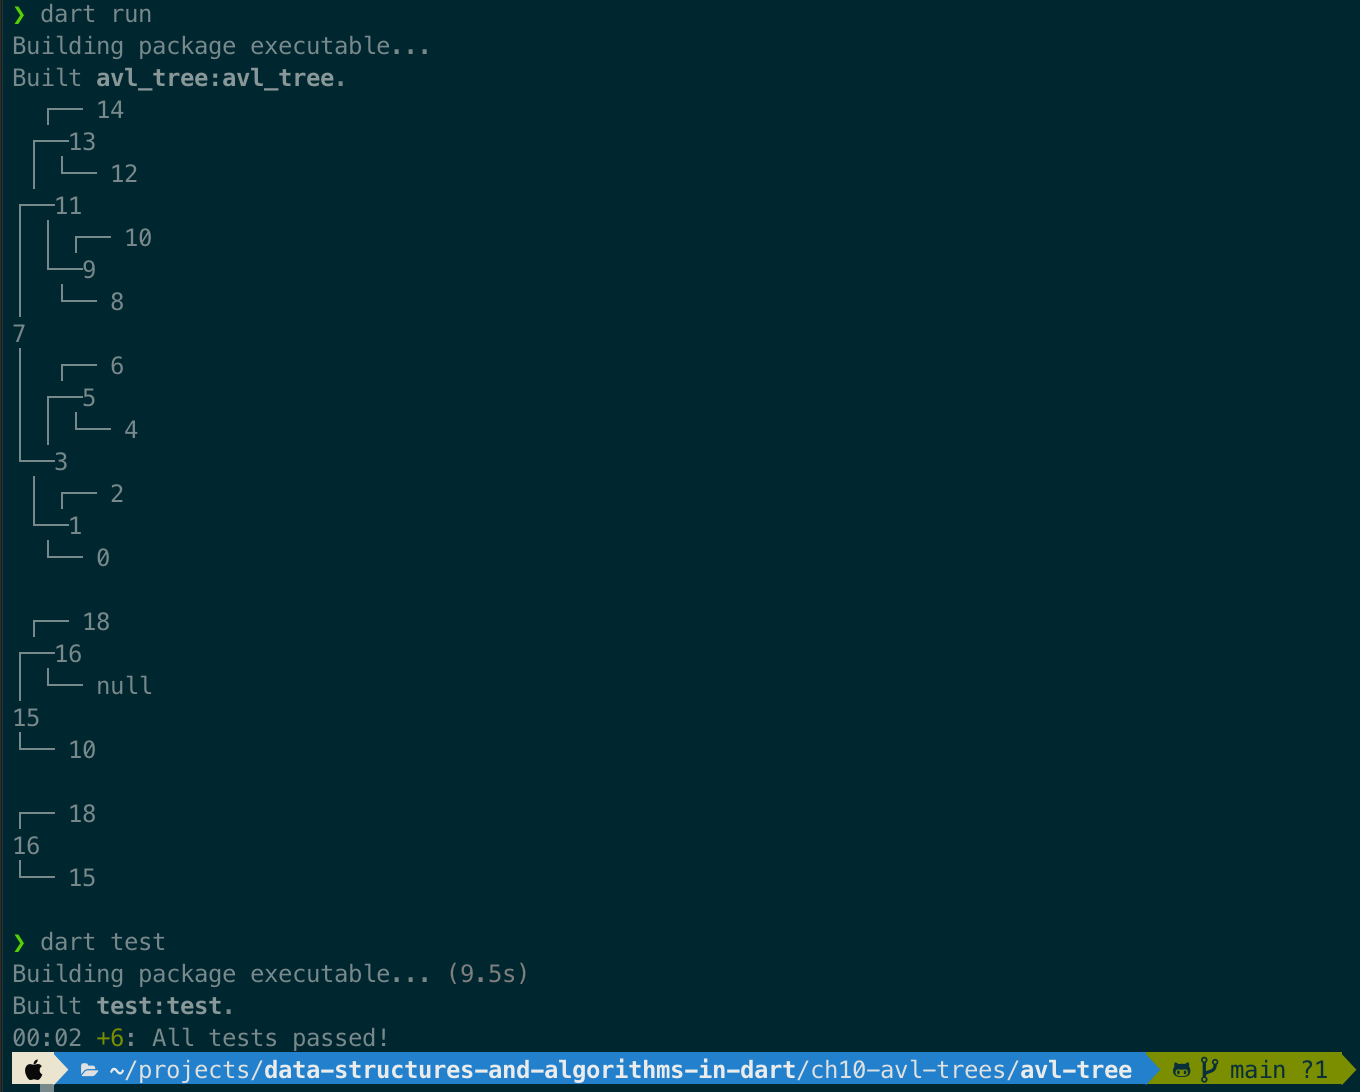 ❯ dart run
Building package executable...
Built avl_tree:avl_tree.
  ┌── 14
 ┌──13
 │ └── 12
┌──11
│ │ ┌── 10
│ └──9
│  └── 8
7
│  ┌── 6
│ ┌──5
│ │ └── 4
└──3
 │ ┌── 2
 └──1
  └── 0

 ┌── 18
┌──16
│ └── null
15
└── 10

┌── 18
16
└── 15

❯ dart test
Building package executable... (9.5s)
Built test:test.
00:02 +6: All tests passed!
~/projects/data-structures-and-algorithms-in-dart/ch10-avl-trees/avl-tree main ?1